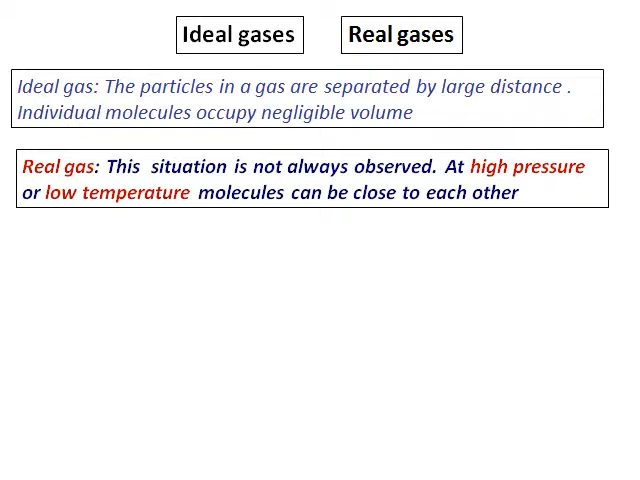 Ideal gases Real gases
Ideal gas: The particles in a gas are separated by large distance .
Individual molecules occupy negligible volume
Real gas: This situation is not always observed. At high pressure
or low temperature molecules can be close to each other